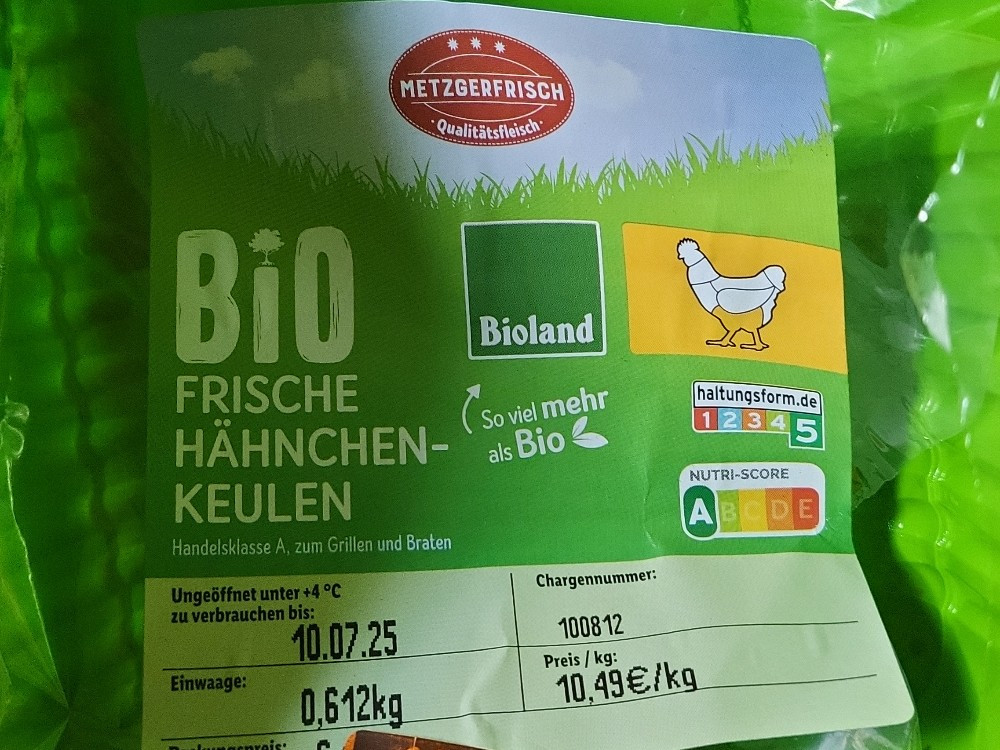 METZGERFRISCH
Qualitätsfleisch
BiO
FRISCHE
HÄHNCHEN-
KEULEN
Handelsklasse A, zum Grillen und Braten
Bioland
So viel mehr
als Bio
haltungsform.de
1 2 3 4 5
NUTRI-SCORE
A B C D E
Ungeöffnet unter +4 °C
zu verbrauchen bis:
10.07.25
Chargennummer:
100812
Einwaage:
0,612kg
Preis / kg:
10,49€/kg